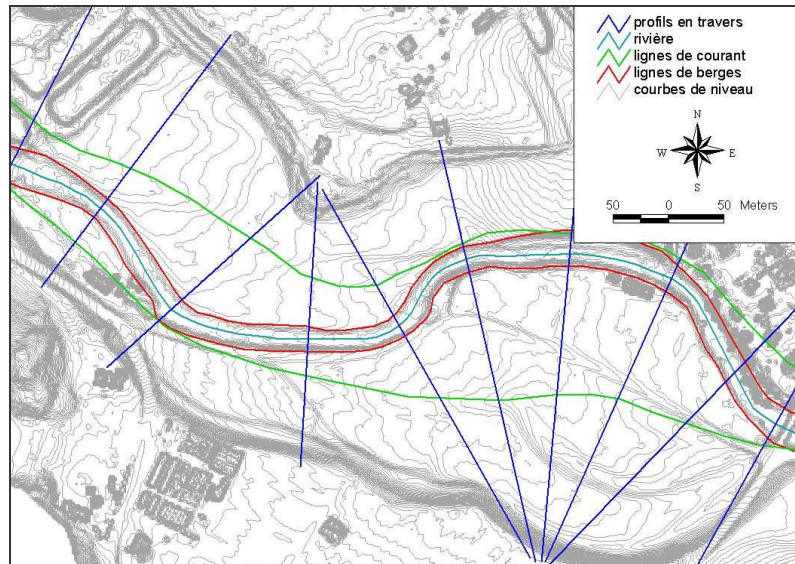 profils en travers
rivière
lignes de courant
lignes de berges
courbes de niveau
N
W E
S
50 0 50 Meters